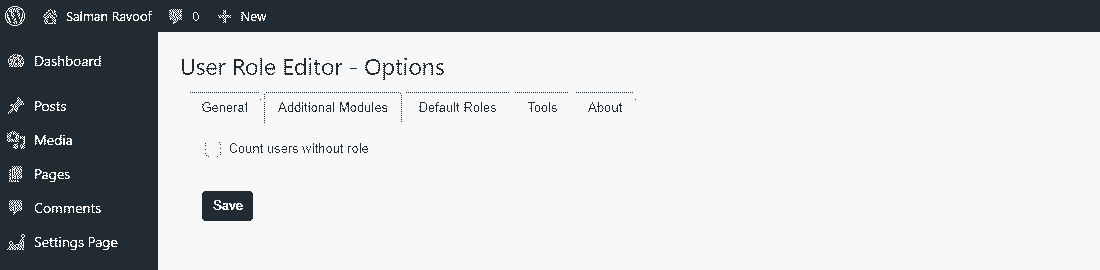 Salman Ravoof 0 New
Dashboard
Posts
Media
Pages
Comments
Settings Page
User Role Editor - Options
General Additional Modules Default Roles Tools About
Count users without role
Save